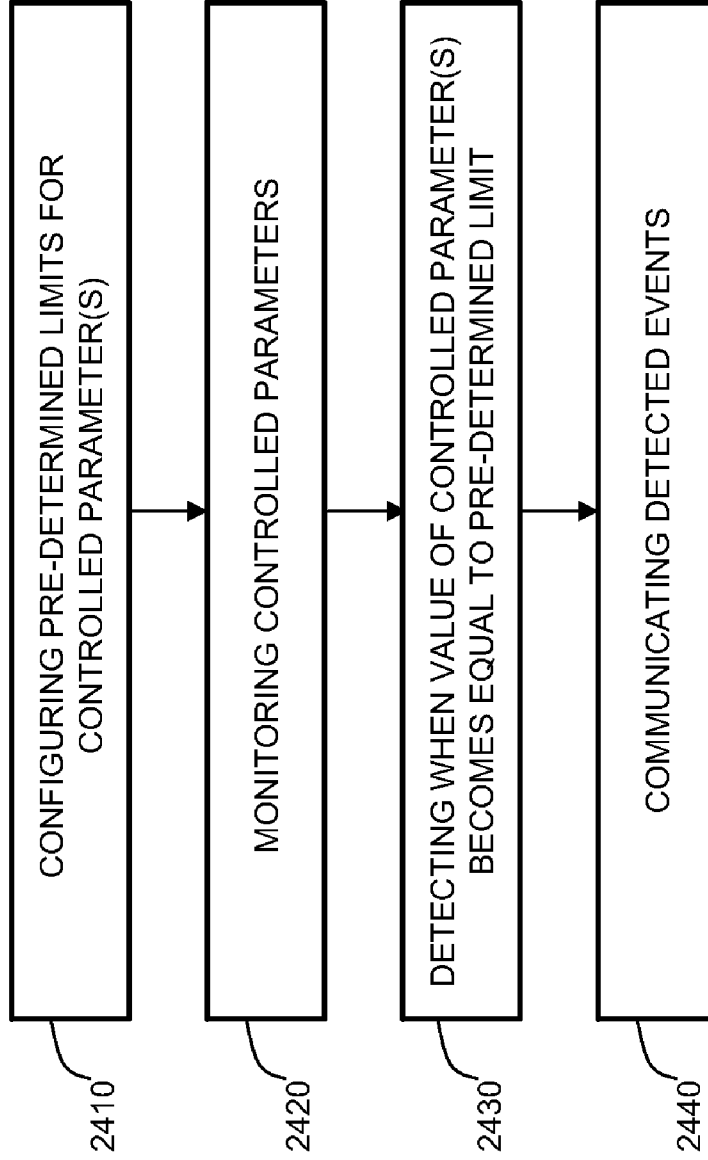 2410
CONFIGURING PRE-DETERMINED LIMITS FOR
CONTROLLED PARAMETER(S)
2420
MONITORING CONTROLLED PARAMETERS
2430
DETECTING WHEN VALUE OF CONTROLLED PARAMETER(S)
BECOMES EQUAL TO PRE-DETERMINED LIMIT
2440
COMMUNICATING DETECTED EVENTS